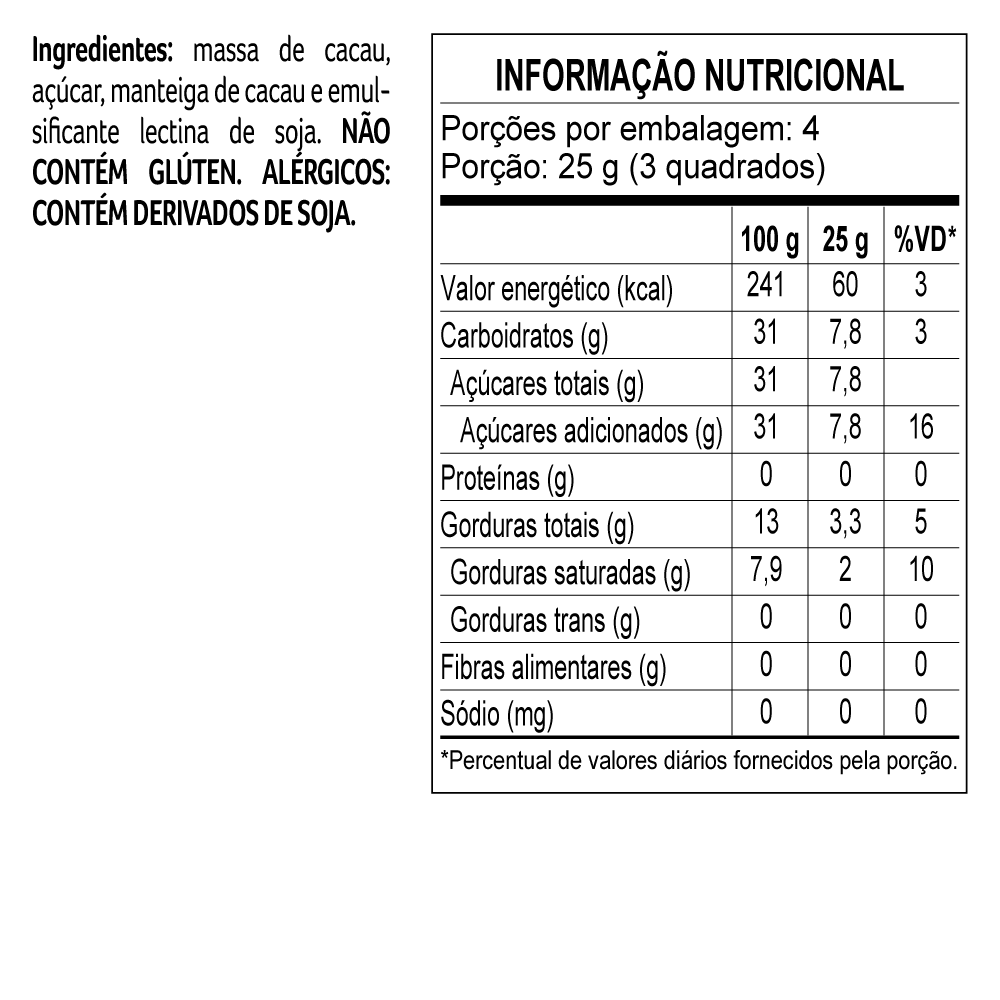 Ingredientes: massa de cacau,
açúcar, manteiga de cacau e emul-
sificante lectina de soja. NÃO
CONTÉM GLÚTEN. ALÉRGICOS:
CONTÉM DERIVADOS DE SOJA.
INFORMAÇÃO NUTRICIONAL
Porções por embalagem: 4
Porção: 25 g (3 quadrados)
100 g 25 g %VD*
Valor energético (kcal) 241 60 3
Carboidratos (g) 31 7,8 3
Açúcares totais (g) 31 7,8
Açúcares adicionados (g) 31 7,8 16
Proteínas (g) 0 0 0
Gorduras totais (g) 13 3,3 5
Gorduras saturadas (g) 7,9 2 10
Gorduras trans (g) 0 0 0
Fibras alimentares (g) 0 0 0
Sódio (mg) 0 0 0
*Percentual de valores diários fornecidos pela porção.